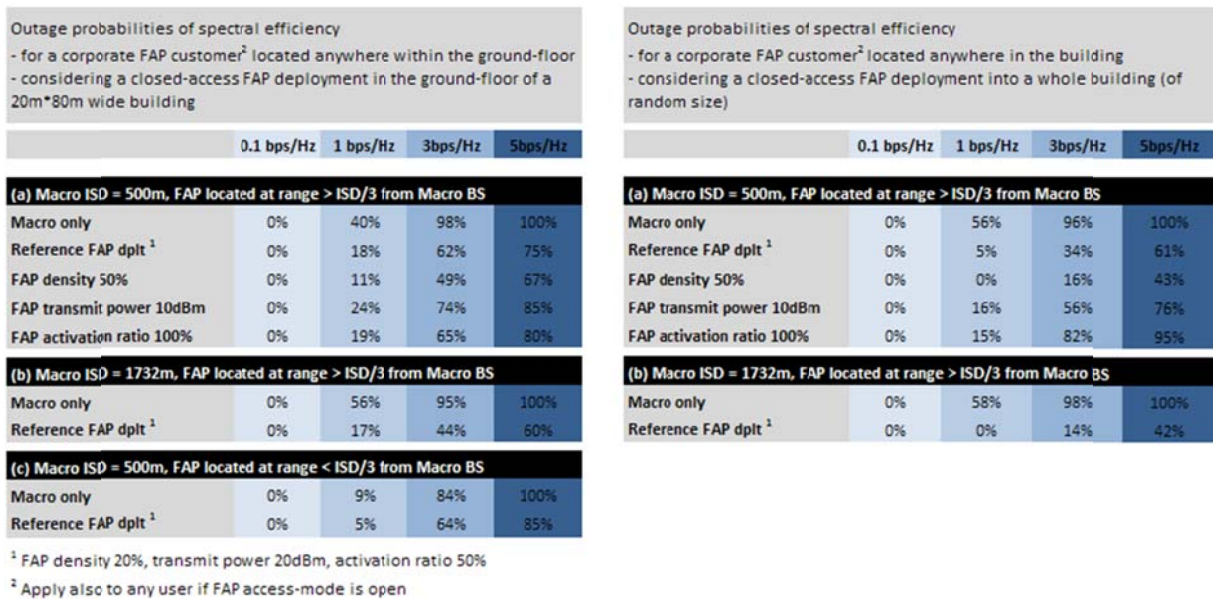 Outage probabilities of spectral efficiency
- for a corporate FAP customer² located anywhere within the ground-floor
- considering a closed-access FAP deployment in the ground-floor of a
20m*80m wide building
0.1 bps/Hz 1 bps/Hz 3bps/Hz 5bps/Hz
(a) Macro ISD = 500m, FAP located at range > ISD/3 from Macro BS
Macro only 0% 40% 98% 100%
Reference FAP dplt ¹ 0% 18% 62% 75%
FAP density 50% 0% 11% 49% 67%
FAP transmit power 10dBm 0% 24% 74% 85%
FAP activation ratio 100% 0% 19% 65% 80%
(b) Macro ISD = 1732m, FAP located at range > ISD/3 from Macro BS
Macro only 0% 56% 95% 100%
Reference FAP dplt ¹ 0% 17% 44% 60%
(c) Macro ISD = 500m, FAP located at range < ISD/3 from Macro BS
Macro only 0% 9% 84% 100%
Reference FAP dplt ¹ 0% 5% 64% 85%
¹ FAP density 20%, transmit power 20dBm, activation ratio 50%
² Apply also to any user if FAP access-mode is open
Outage probabilities of spectral efficiency
- for a corporate FAP customer² located anywhere in the building
- considering a closed-access FAP deployment into a whole building (of
random size)
0.1 bps/Hz 1 bps/Hz 3bps/Hz 5bps/Hz
(a) Macro ISD = 500m, FAP located at range > ISD/3 from Macro BS
Macro only 0% 56% 96% 100%
Reference FAP dplt ¹ 0% 5% 34% 61%
FAP density 50% 0% 0% 16% 43%
FAP transmit power 10dBm 0% 16% 56% 76%
FAP activation ratio 100% 0% 15% 82% 95%
(b) Macro ISD = 1732m, FAP located at range > ISD/3 from Macro BS
Macro only 0% 58% 98% 100%
Reference FAP dplt ¹ 0% 0% 14% 42%